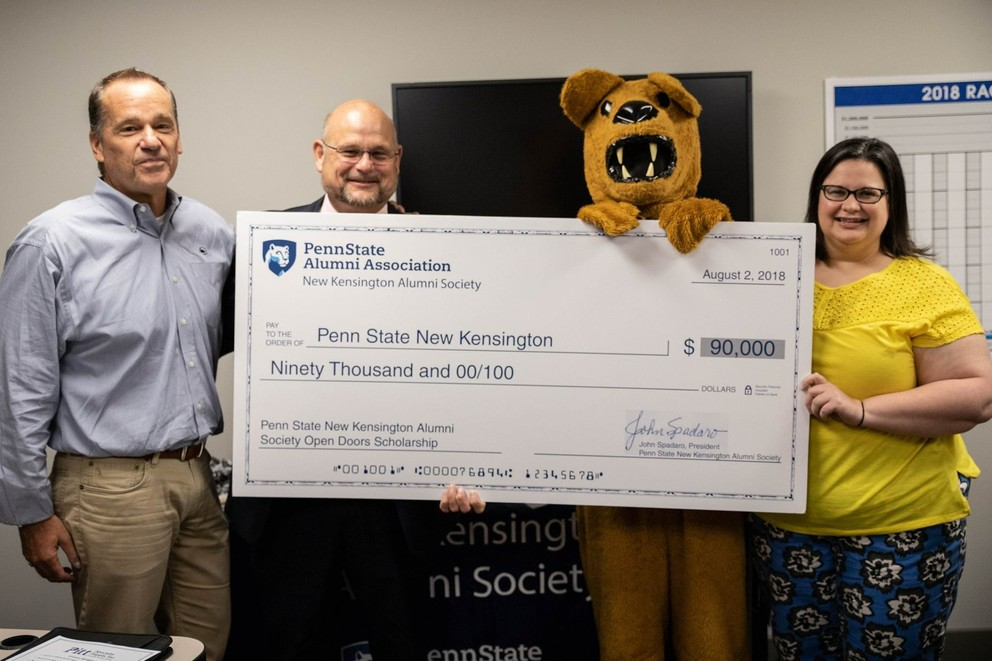 2018 RAC
PennState
Alumni Association
New Kensington Alumni Society
1001
August 2, 2018
PAY
TO THE
ORDER OF
Penn State New Kensington
$ 90,000
Ninety Thousand and 00/100
DOLLARS
Penn State New Kensington Alumni
Society Open Doors Scholarship
John Spadaro
John Spadaro, President
Penn State New Kensington Alumni Society
⑈001001⑈ ⑆000076894⑆ 12345678⑈
ensingt
ni Society
ennState
Pitt